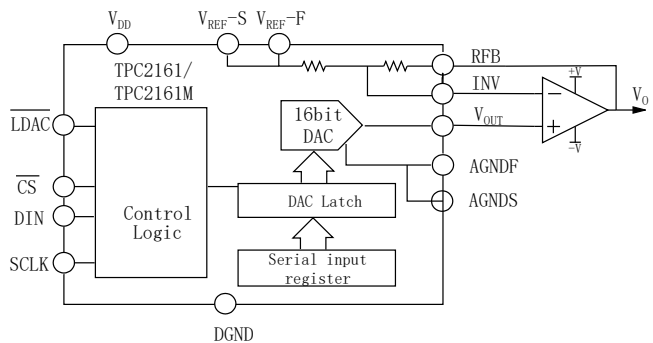 VDD
VREF-S
VREF-F
TPC2161/
TPC2161M
RFB
INV
+V
−
VO
LDAC
16bit
DAC
VOUT
+
-V
AGNDF
CS
DIN
Control
Logic
DAC Latch
AGNDS
SCLK
Serial input
register
DGND